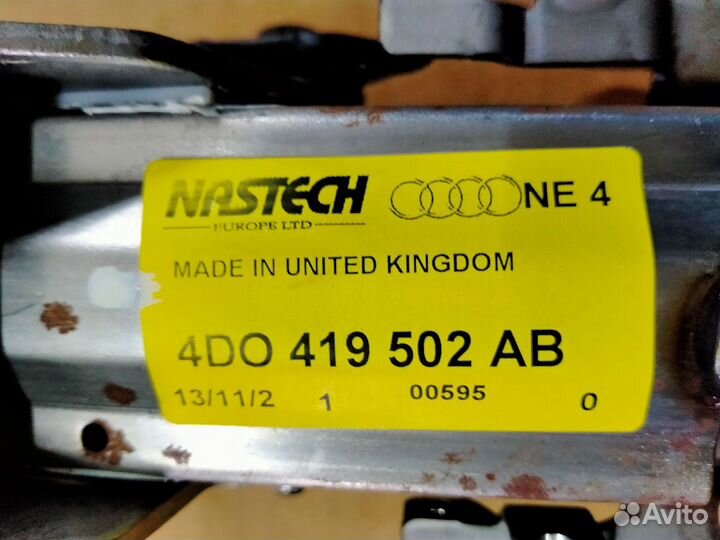 NASTECH NE 4
EUROPE LTD
MADE IN UNITED KINGDOM
4DO 419 502 AB
13/11/2 1 00595 0
Avito